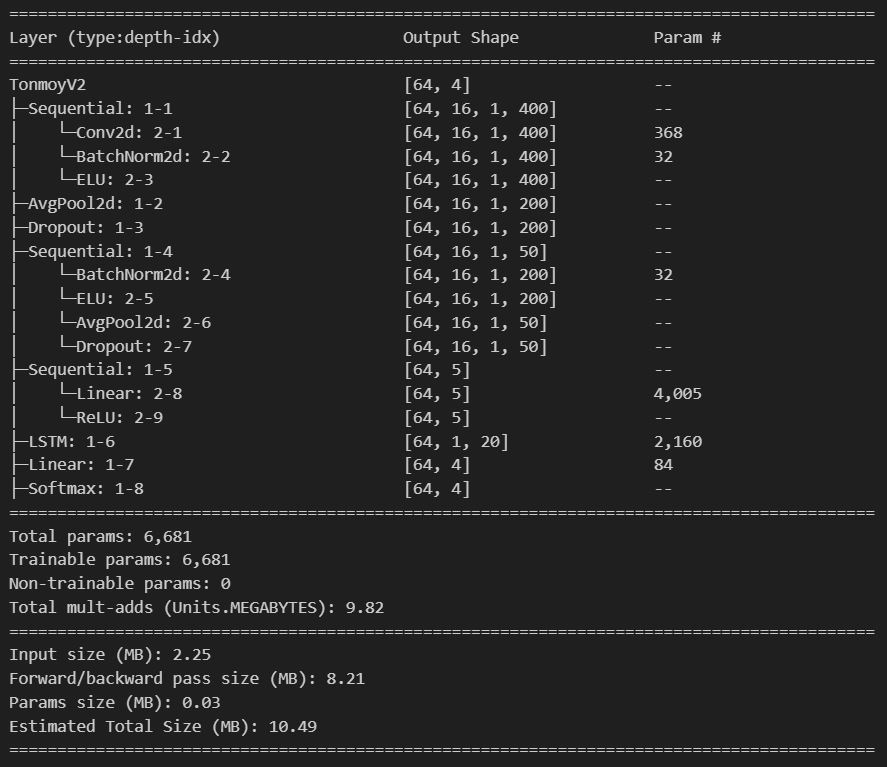 ==========================================================================================
Layer (type:depth-idx)                   Output Shape              Param #
==========================================================================================
TonmoyV2                                 [64, 4]                   --
├─Sequential: 1-1                        [64, 16, 1, 400]          --
│    └─Conv2d: 2-1                       [64, 16, 1, 400]          368
│    └─BatchNorm2d: 2-2                  [64, 16, 1, 400]          32
│    └─ELU: 2-3                          [64, 16, 1, 400]          --
├─AvgPool2d: 1-2                         [64, 16, 1, 200]          --
├─Dropout: 1-3                           [64, 16, 1, 200]          --
├─Sequential: 1-4                        [64, 16, 1, 50]           --
│    └─BatchNorm2d: 2-4                  [64, 16, 1, 200]          32
│    └─ELU: 2-5                          [64, 16, 1, 200]          --
│    └─AvgPool2d: 2-6                    [64, 16, 1, 50]           --
│    └─Dropout: 2-7                      [64, 16, 1, 50]           --
├─Sequential: 1-5                        [64, 5]                   --
│    └─Linear: 2-8                       [64, 5]                   4,005
│    └─ReLU: 2-9                         [64, 5]                   --
├─LSTM: 1-6                              [64, 1, 20]               2,160
├─Linear: 1-7                            [64, 4]                   84
├─Softmax: 1-8                           [64, 4]                   --
==========================================================================================
Total params: 6,681
Trainable params: 6,681
Non-trainable params: 0
Total mult-adds (Units.MEGABYTES): 9.82
==========================================================================================
Input size (MB): 2.25
Forward/backward pass size (MB): 8.21
Params size (MB): 0.03
Estimated Total Size (MB): 10.49
==========================================================================================